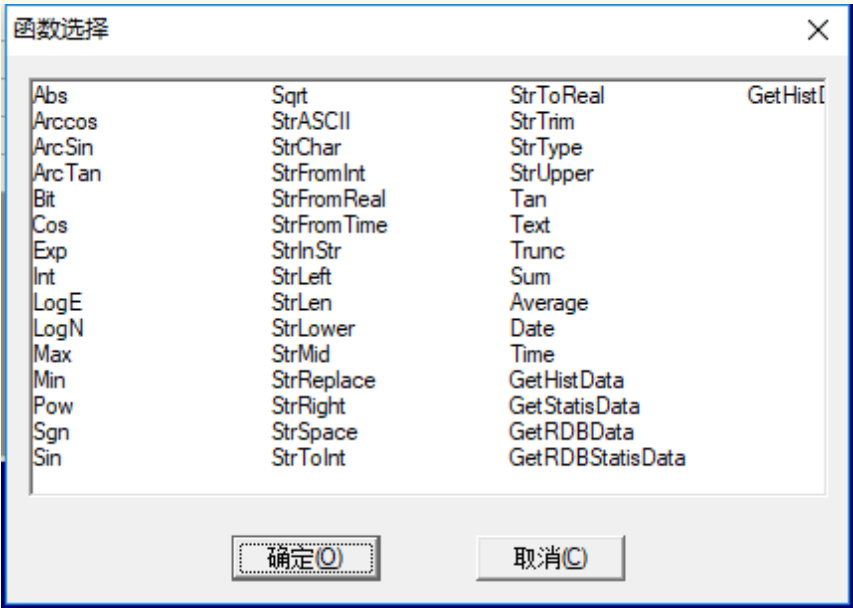 函数选择
Abs
Arccos
ArcSin
ArcTan
Bit
Cos
Exp
Int
LogE
LogN
Max
Min
Pow
Sgn
Sin
Sqrt
StrASCII
StrChar
StrFromInt
StrFromReal
StrFromTime
StrInStr
StrLeft
StrLen
StrLower
StrMid
StrReplace
StrRight
StrSpace
StrToInt
StrToReal
StrTrim
StrType
StrUpper
Tan
Text
Trunc
Sum
Average
Date
Time
GetHistData
GetStatisData
GetRDBData
GetRDBStatisData
确定(O)
取消(C)